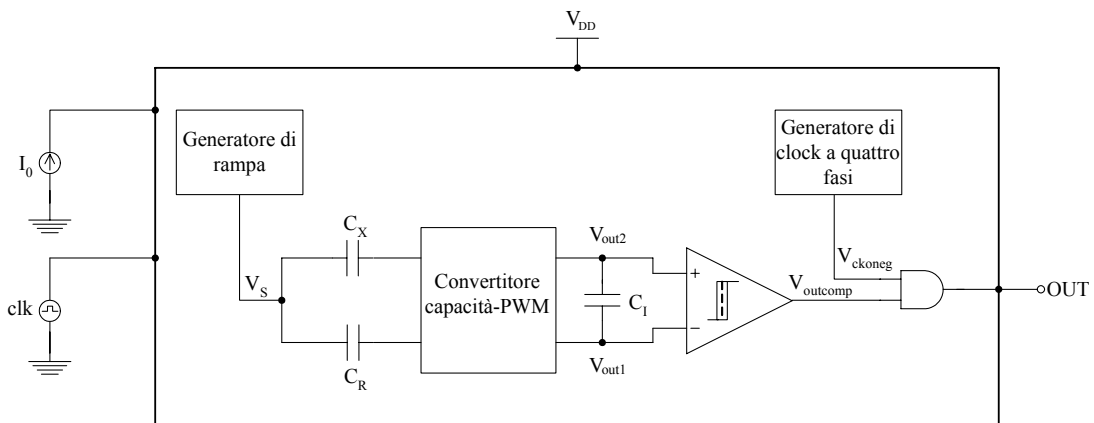 V_DD
Generatore di
rampa
Generatore di
clock a quattro
fasi
I_0
C_X
V_out2
V_ckoneg
clk
V_S
Convertitore
capacità-PWM
C_I
+
−
V_outcomp
OUT
C_R
V_out1